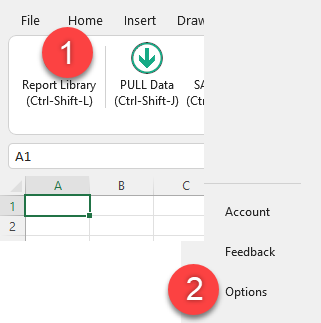 File Home Insert Draw
1
Report Library PULL Data SA
(Ctrl-Shift-L) (Ctrl-Shift-J) (Ctr
A1
A B C
1
2
Account
Feedback
2 Options